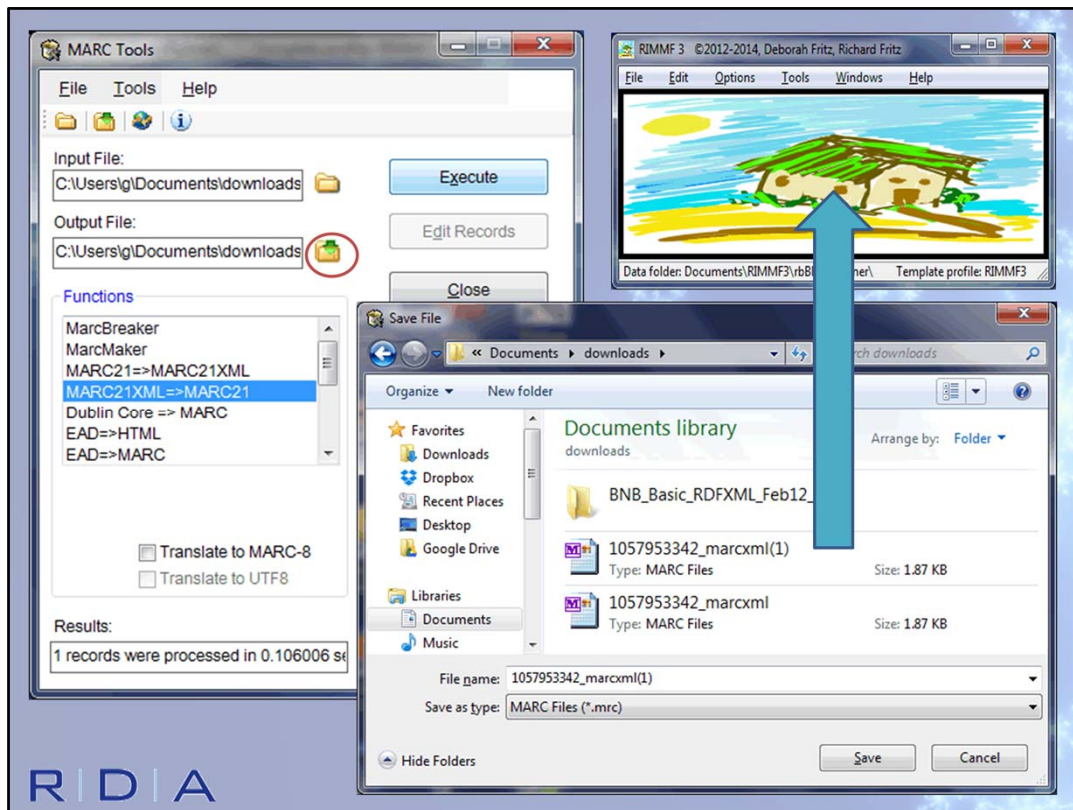 MARC Tools
File Tools Help
Input File:
C:\Users\g\Documents\downloads
Execute
Output File:
C:\Users\g\Documents\downloads
Edit Records
Close
Functions
MarcBreaker
MarcMaker
MARC21=>MARC21XML
MARC21XML=>MARC21
Dublin Core => MARC
EAD=>HTML
EAD=>MARC
Translate to MARC-8
Translate to UTF8
Results:
1 records were processed in 0.106006 se
RIMMF 3 ©2012-2014, Deborah Fritz, Richard Fritz
File Edit Options Tools Windows Help
Data folder: Documents\RIMMF3\ Template profile: RIMMF3
Save File
« Documents downloads
downloads
Organize New folder
Favorites
Downloads
Dropbox
Recent Places
Desktop
Google Drive
Libraries
Documents
Music
Documents library
downloads
Arrange by: Folder
BNB_Basic_RDFXML_Feb12_
1057953342_marcxml(1)
Type: MARC Files Size: 1.87 KB
1057953342_marcxml
Type: MARC Files Size: 1.87 KB
File name: 1057953342_marcxml(1)
Save as type: MARC Files (*.mrc)
Hide Folders
Save Cancel
R|D|A